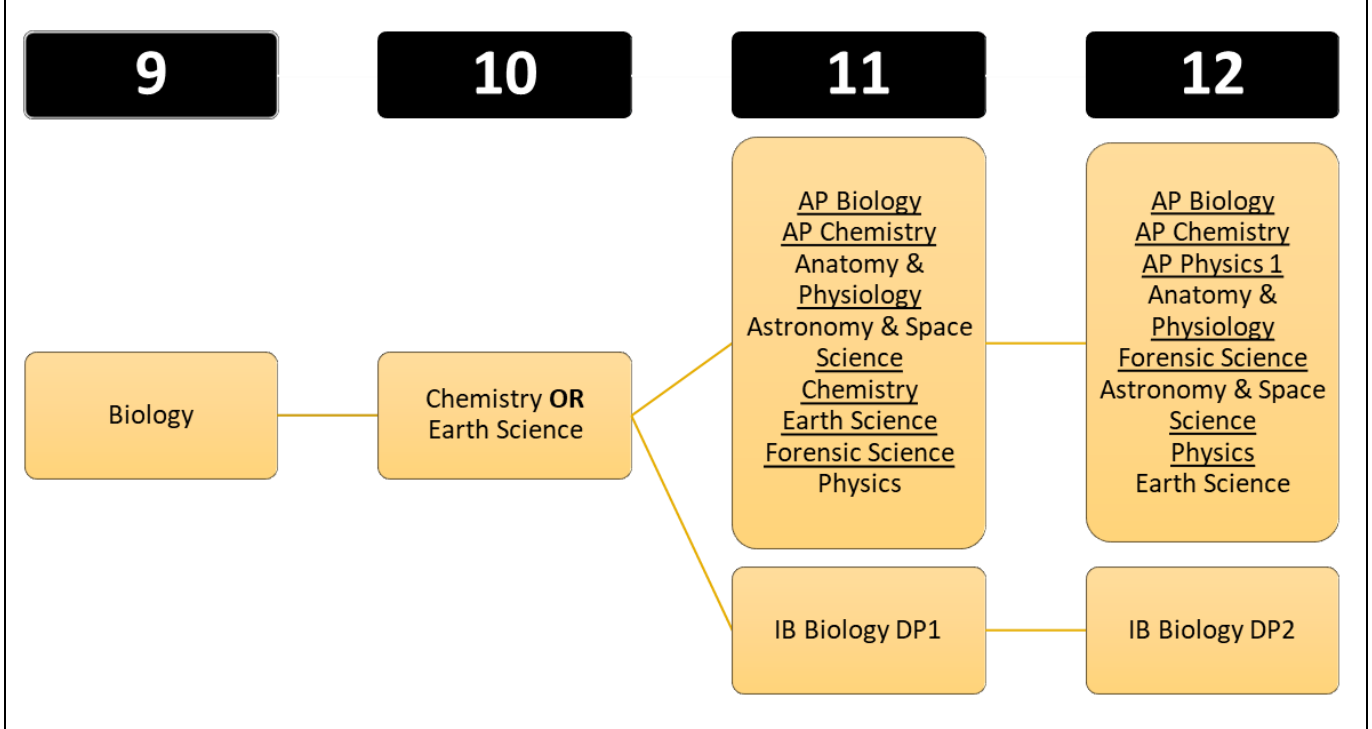 9
10
11
12
Biology
Chemistry OR
Earth Science
AP Biology
AP Chemistry
Anatomy &
Physiology
Astronomy & Space
Science
Chemistry
Earth Science
Forensic Science
Physics
AP Biology
AP Chemistry
AP Physics 1
Anatomy &
Physiology
Forensic Science
Astronomy & Space
Science
Physics
Earth Science
IB Biology DP1
IB Biology DP2